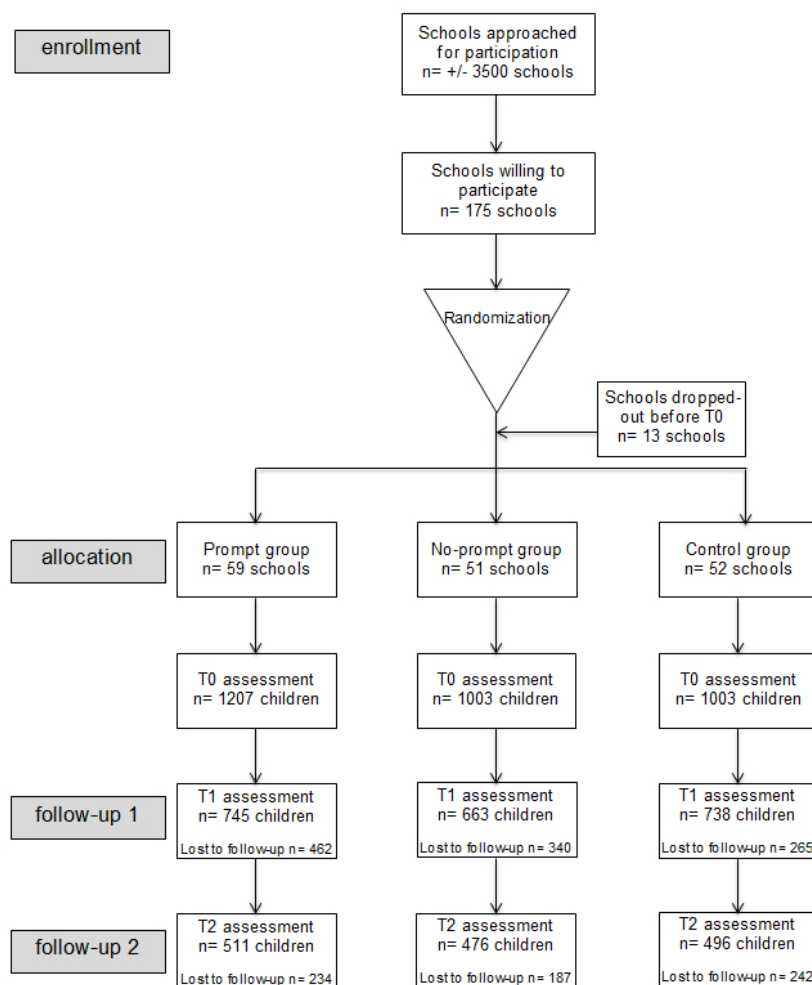 enrollment
Schools approached
for participation
n= +/- 3500 schools
Schools willing to
participate
n= 175 schools
Randomization
Schools dropped-
out before T0
n= 13 schools
allocation
Prompt group
n= 59 schools
No-prompt group
n= 51 schools
Control group
n= 52 schools
T0 assessment
n= 1207 children
T0 assessment
n= 1003 children
T0 assessment
n= 1003 children
follow-up 1
T1 assessment
n= 745 children
Lost to follow-up n= 462
T1 assessment
n= 663 children
Lost to follow-up n= 340
T1 assessment
n= 738 children
Lost to follow-up n= 265
follow-up 2
T2 assessment
n= 511 children
Lost to follow-up n= 234
T2 assessment
n= 476 children
Lost to follow-up n= 187
T2 assessment
n= 496 children
Lost to follow-up n= 242